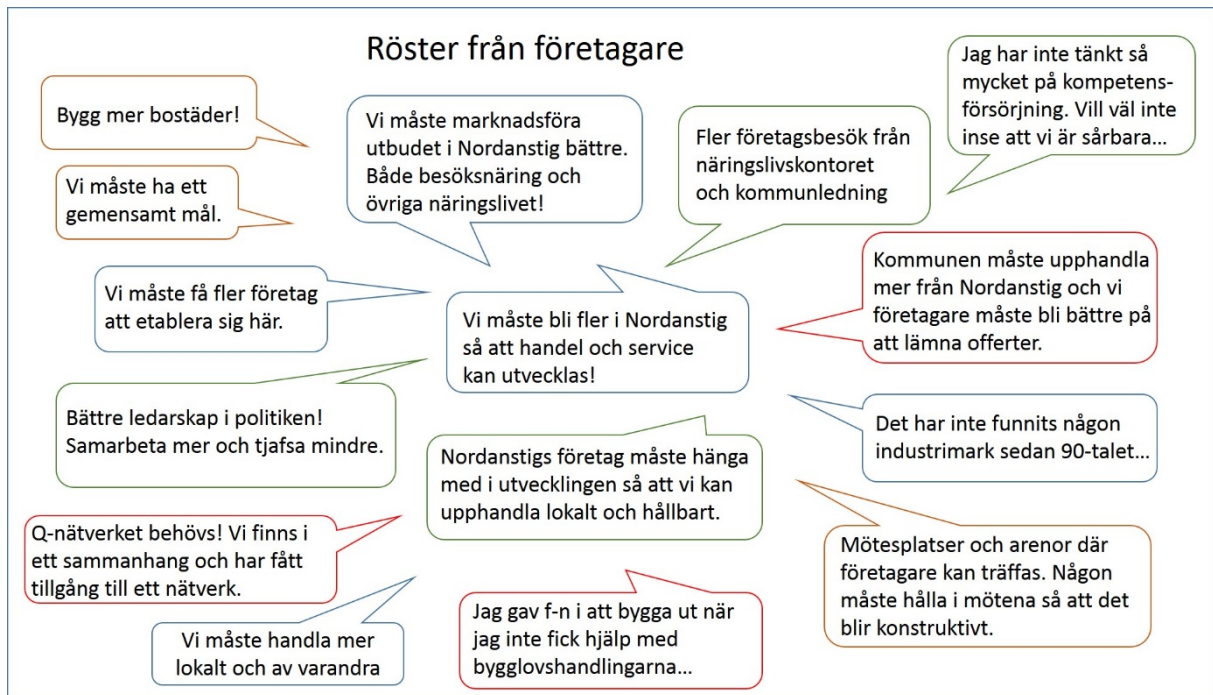 Röster från företagare
Bygg mer bostäder!
Vi måste marknadsföra
utbudet i Nordanstig bättre.
Både besöksnäring och
övriga näringslivet!
Fler företagsbesök från
näringslivskontoret
och kommunledning
Jag har inte tänkt så
mycket på kompetens-
försörjning. Vill väl inte
inse att vi är sårbara...
Vi måste ha ett
gemensamt mål.
Vi måste få fler företag
att etablera sig här.
Vi måste bli fler i Nordanstig
så att handel och service
kan utvecklas!
Kommunen måste upphandla
mer från Nordanstig och vi
företagare måste bli bättre på
att lämna offerter.
Bättre ledarskap i politiken!
Samarbeta mer och tjafsa mindre.
Nordanstigs företag måste hänga
med i utvecklingen så att vi kan
upphandla lokalt och hållbart.
Det har inte funnits någon
industrimark sedan 90-talet...
Q-nätverket behövs! Vi finns i
ett sammanhang och har fått
tillgång till ett nätverk.
Mötesplatser och arenor där
företagare kan träffas. Någon
måste hålla i mötena så att det
blir konstruktivt.
Vi måste handla mer
lokalt och av varandra
Jag gav f-n i att bygga ut när
jag inte fick hjälp med
bygglovshandlingarna...